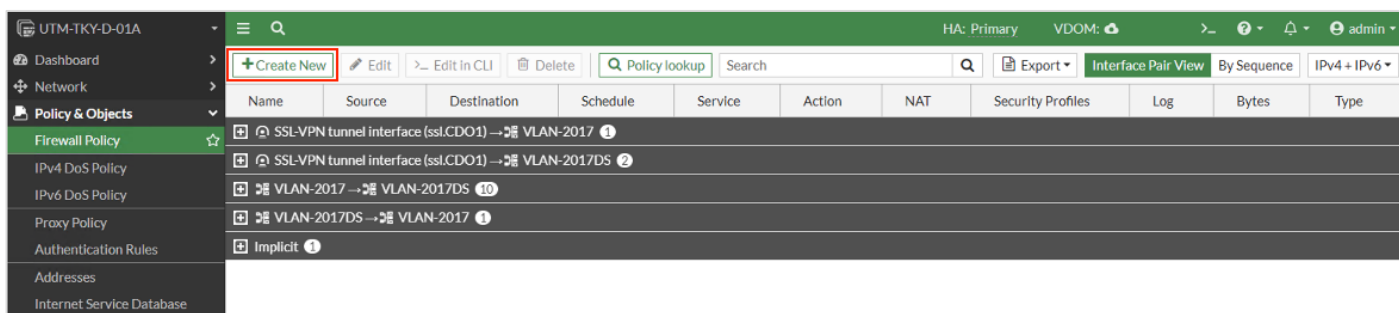 UTM-TKY-D-01A HA: Primary VDOM: >_ admin
Dashboard
Network
Policy & Objects
Firewall Policy
IPv4 DoS Policy
IPv6 DoS Policy
Proxy Policy
Authentication Rules
Addresses
Internet Service Database
+Create New Edit >_ Edit in CLI Delete Policy lookup Search Export Interface Pair View By Sequence IPv4 + IPv6
Name Source Destination Schedule Service Action NAT Security Profiles Log Bytes Type
SSL-VPN tunnel interface (ssl.CDO1) → VLAN-2017 1
SSL-VPN tunnel interface (ssl.CDO1) → VLAN-2017DS 2
VLAN-2017 → VLAN-2017DS 10
VLAN-2017DS → VLAN-2017 1
Implicit 1